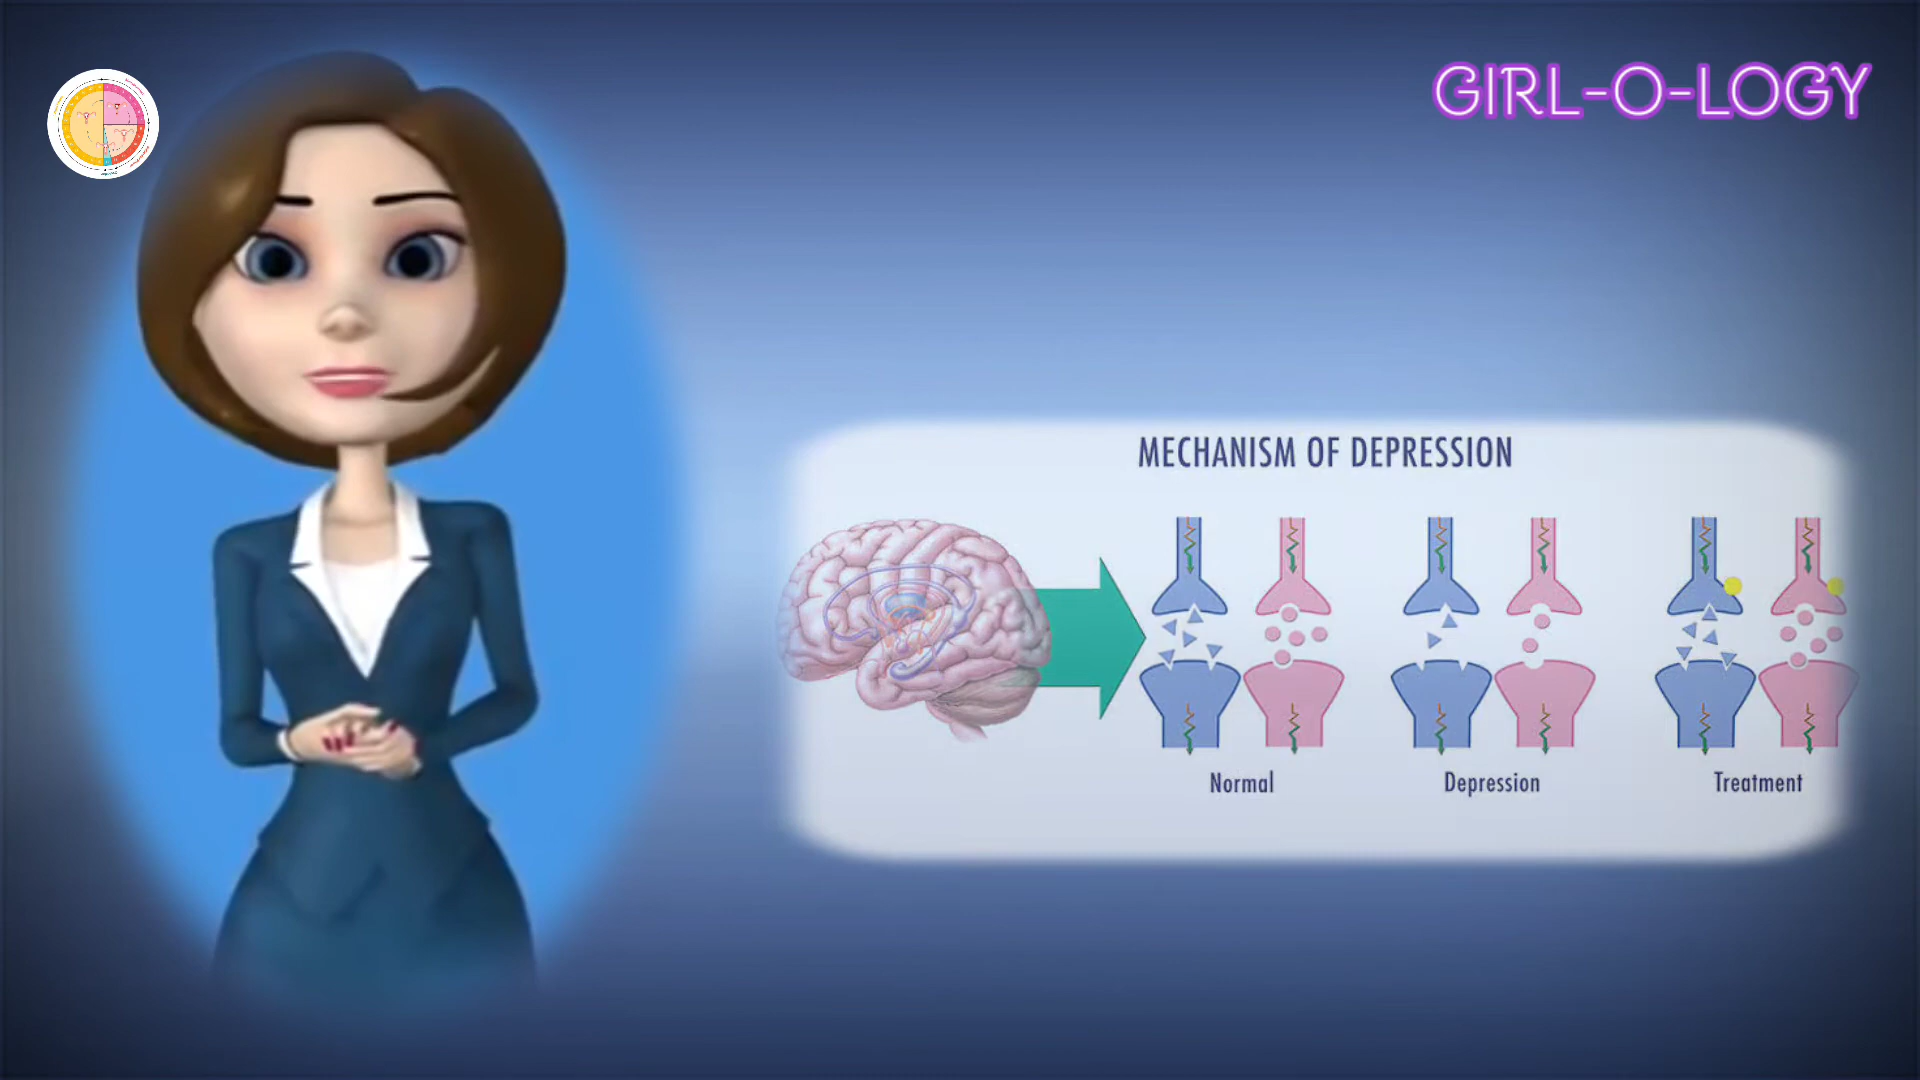 GIRL-O-LOGY
MECHANISM OF DEPRESSION
Normal
Depression
Treatment